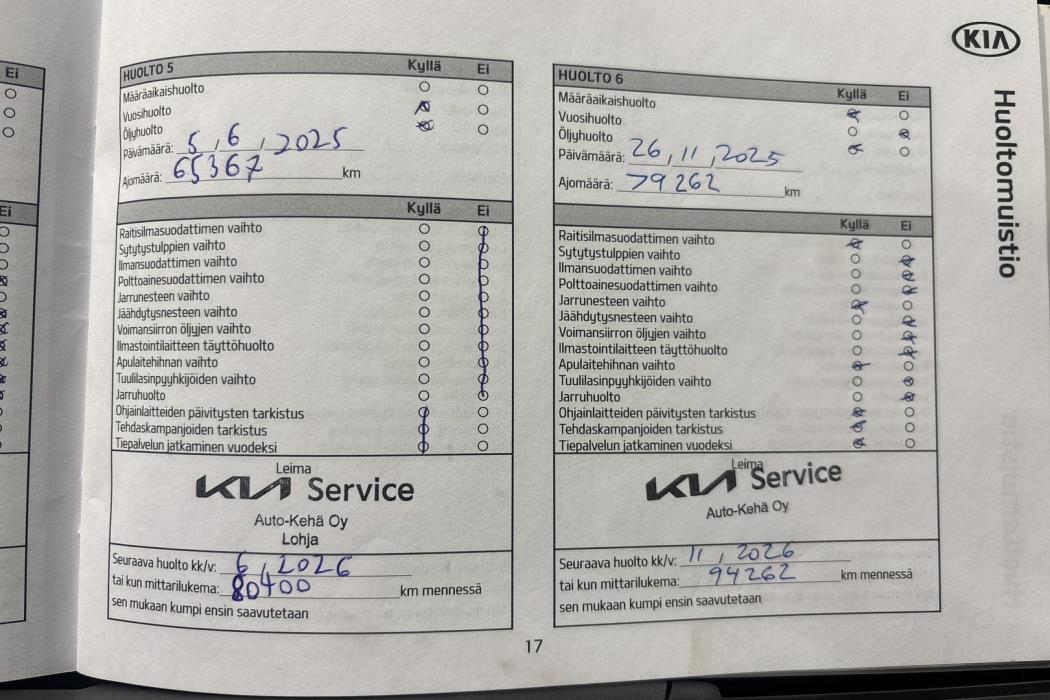 Ei
Ei
KIA
Huoltomuistio
HUOLTO 5 Kyllä Ei
Määräaikaishuolto
Vuosihuolto
Öljyhuolto
Päivämäärä: 5 , 6 , 2025
Ajomäärä: 65367 km
Kyllä Ei
Raitisilmasuodattimen vaihto
Sytytystulppien vaihto
Ilmansuodattimen vaihto
Polttoainesuodattimen vaihto
Jarrunesteen vaihto
Jäähdytysnesteen vaihto
Voimansiirron öljyjen vaihto
Ilmastointilaitteen täyttöhuolto
Apulaitehihnan vaihto
Tuulilasinpyyhkijöiden vaihto
Jarruhuolto
Ohjainlaitteiden päivitysten tarkistus
Tehdaskampanjoiden tarkistus
Tiepalvelun jatkaminen vuodeksi
Leima
KIA Service
Auto-Kehä Oy
Lohja
Seuraava huolto kk/v: 6 , 2026
tai kun mittarilukema: 80400 km mennessä
sen mukaan kumpi ensin saavutetaan
HUOLTO 6 Kyllä Ei
Määräaikaishuolto
Vuosihuolto
Öljyhuolto
Päivämäärä: 26 , 11 , 2025
Ajomäärä: 79262 km
Kyllä Ei
Raitisilmasuodattimen vaihto
Sytytystulppien vaihto
Ilmansuodattimen vaihto
Polttoainesuodattimen vaihto
Jarrunesteen vaihto
Jäähdytysnesteen vaihto
Voimansiirron öljyjen vaihto
Ilmastointilaitteen täyttöhuolto
Apulaitehihnan vaihto
Tuulilasinpyyhkijöiden vaihto
Jarruhuolto
Ohjainlaitteiden päivitysten tarkistus
Tehdaskampanjoiden tarkistus
Tiepalvelun jatkaminen vuodeksi
Leima
KIA Service
Auto-Kehä Oy
Seuraava huolto kk/v: 11 , 2026
tai kun mittarilukema: 94262 km mennessä
sen mukaan kumpi ensin saavutetaan
17